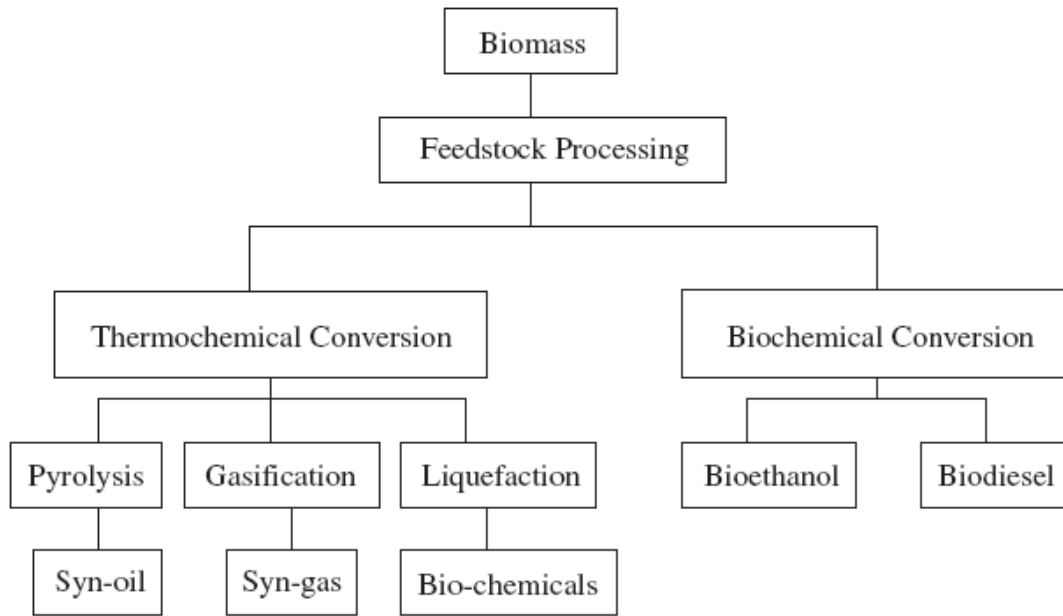 Biomass
Feedstock Processing
Thermochemical Conversion
Biochemical Conversion
Pyrolysis
Gasification
Liquefaction
Bioethanol
Biodiesel
Syn-oil
Syn-gas
Bio-chemicals